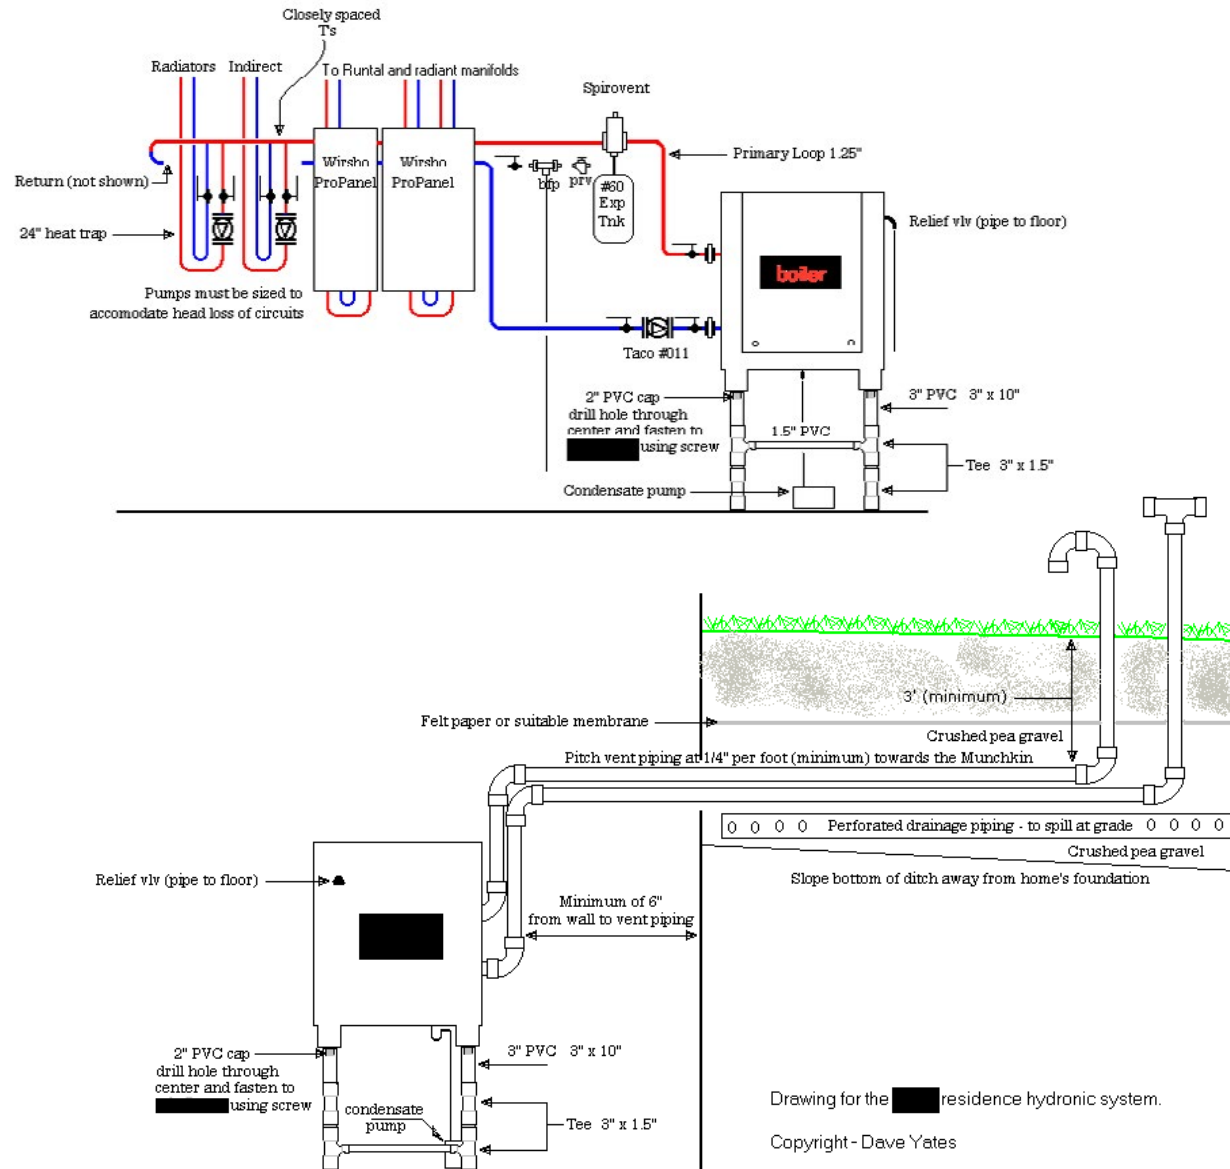 Closely spaced
T's
Radiators
Indirect
To Runtal and radiant manifolds
Spirovent
Wirsbo
ProPanel
Wirsbo
ProPanel
bfp
prv
#60
Exp
Tnk
Primary Loop 1.25"
Return (not shown)
24" heat trap
Relief vlv (pipe to floor)
boiler
Pumps must be sized to
accomodate head loss of circuits
Taco #011
2" PVC cap
drill hole through
center and fasten to
using screw
3" PVC 3" x 10"
1.5" PVC
Tee 3" x 1.5"
Condensate pump
3' (minimum)
Felt paper or suitable membrane
Crushed pea gravel
Pitch vent piping at 1/4" per foot (minimum) towards the Munchkin
0 0 0 0 Perforated drainage piping - to spill at grade 0 0 0 0
Crushed pea gravel
Slope bottom of ditch away from home's foundation
Relief vlv (pipe to floor)
Minimum of 6"
from wall to vent piping
2" PVC cap
drill hole through
center and fasten to
using screw
3" PVC 3" x 10"
condensate
pump
Tee 3" x 1.5"
Drawing for the residence hydronic system.
Copyright - Dave Yates